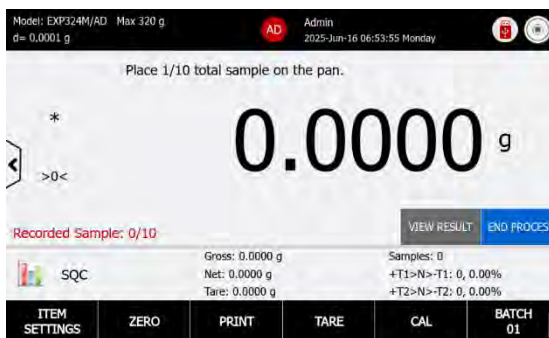 Model: EXP324M/AD Max 320 g
d= 0.0001 g
AD
Admin
2025-Jun-16 06:53:55 Monday
Place 1/10 total sample on the pan.
*
0.0000 g
>0<
Recorded Sample: 0/10
VIEW RESULT
END PROCES
SQC
Gross: 0.0000 g
Net: 0.0000 g
Tare: 0.0000 g
Samples: 0
+T1>N>-T1: 0, 0.00%
+T2>N>-T2: 0, 0.00%
ITEM
SETTINGS
ZERO
PRINT
TARE
CAL
BATCH
01